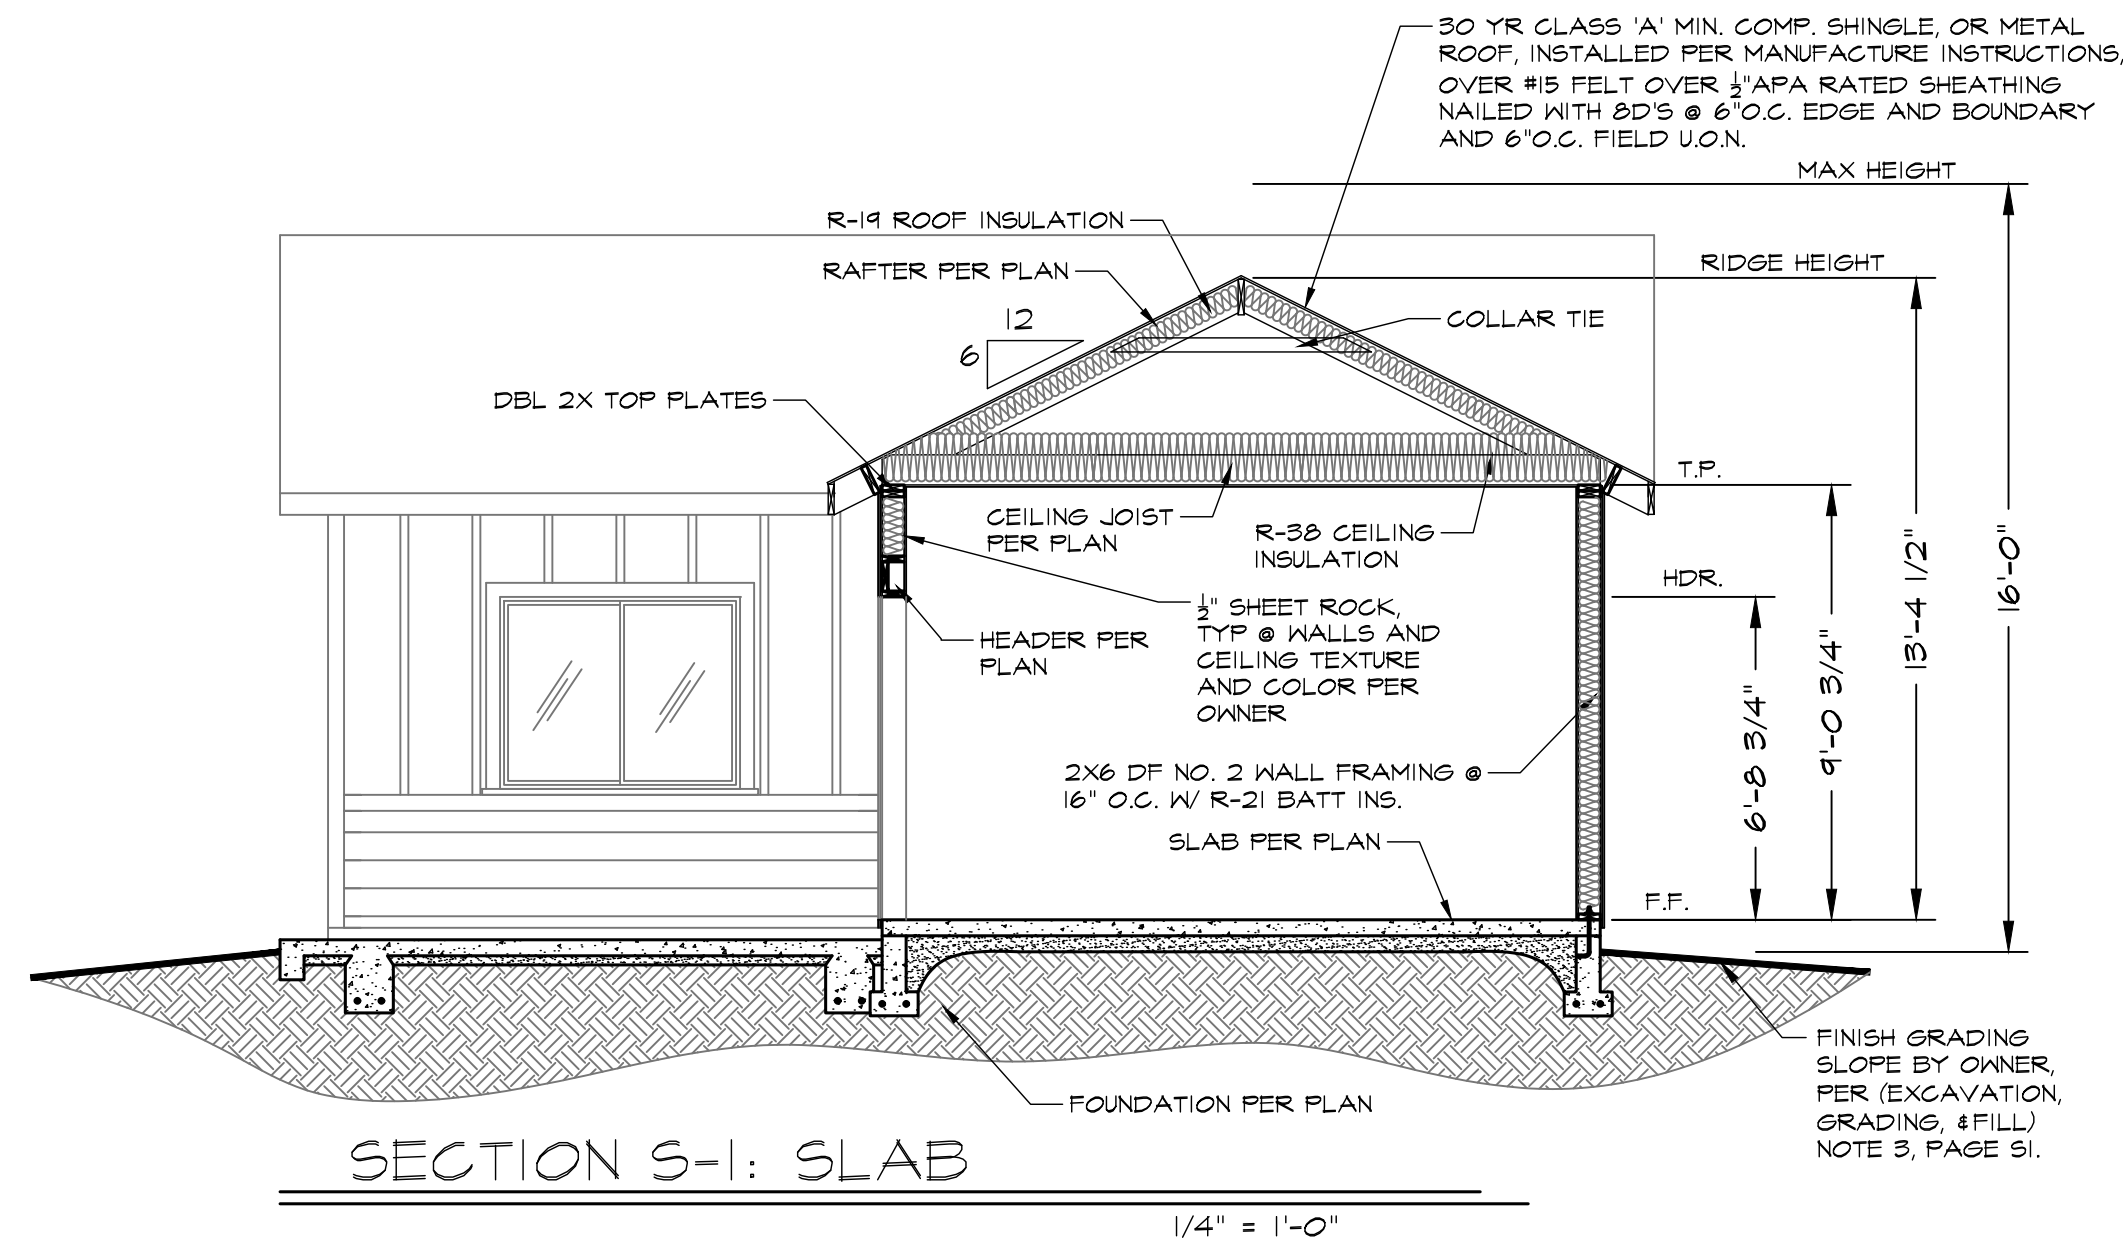 30 YR CLASS 'A' MIN. COMP. SHINGLE, OR METAL
ROOF, INSTALLED PER MANUFACTURE INSTRUCTIONS,
OVER #15 FELT OVER ½"APA RATED SHEATHING
NAILED WITH 8D'S @ 6"O.C. EDGE AND BOUNDARY
AND 6"O.C. FIELD U.O.N.
MAX HEIGHT
R-19 ROOF INSULATION
RIDGE HEIGHT
RAFTER PER PLAN
12
6
COLLAR TIE
DBL 2X TOP PLATES
T.P.
CEILING JOIST
PER PLAN
R-38 CEILING
INSULATION
HDR.
½" SHEET ROCK,
TYP @ WALLS AND
CEILING TEXTURE
AND COLOR PER
OWNER
HEADER PER
PLAN
6'-8 3/4"
9'-0 3/4"
13'-4 1/2"
16'-0"
2X6 DF NO. 2 WALL FRAMING @
16" O.C. W/ R-21 BATT INS.
SLAB PER PLAN
F.F.
FINISH GRADING
SLOPE BY OWNER,
PER (EXCAVATION,
GRADING, &FILL)
NOTE 3, PAGE S1.
FOUNDATION PER PLAN
SECTION S-1: SLAB
1/4" = 1'-0"